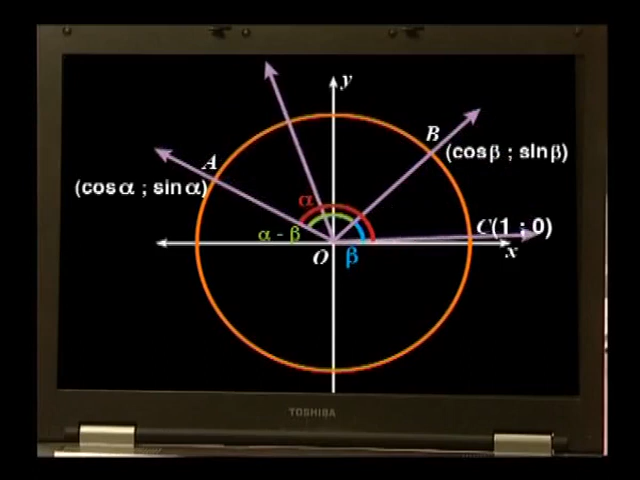 y
B
(cosβ ; sinβ)
A
(cosα ; sinα)
α
α - β
β
O
C(1 ; 0)
x
TOSHIBA